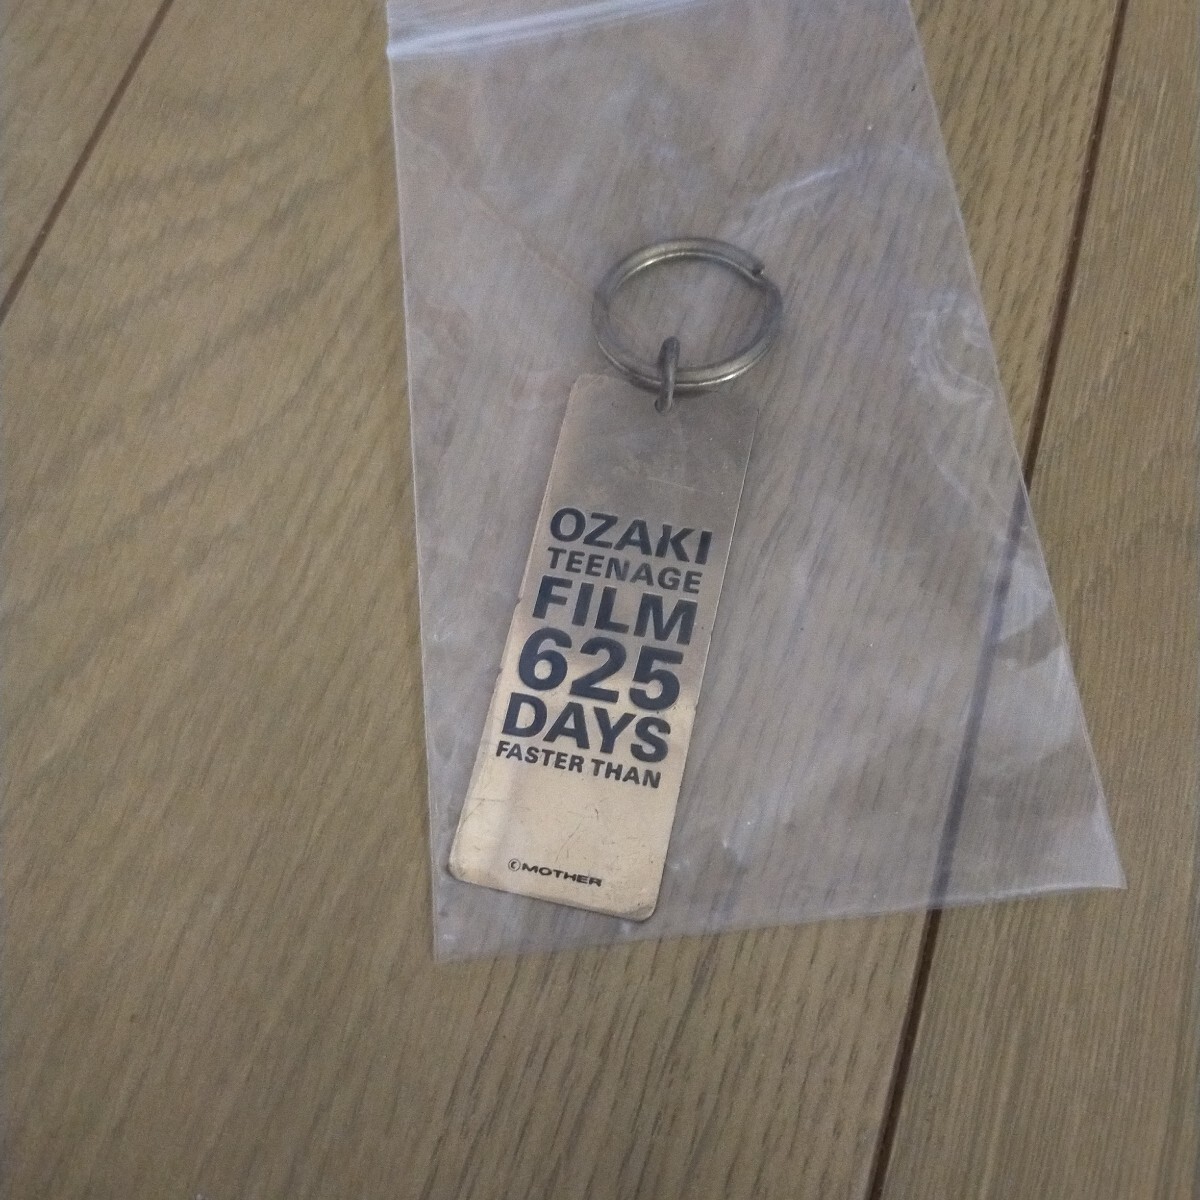 OZAKI
TEENAGE
FILM
625
DAYS
FASTER THAN
©MOTHER